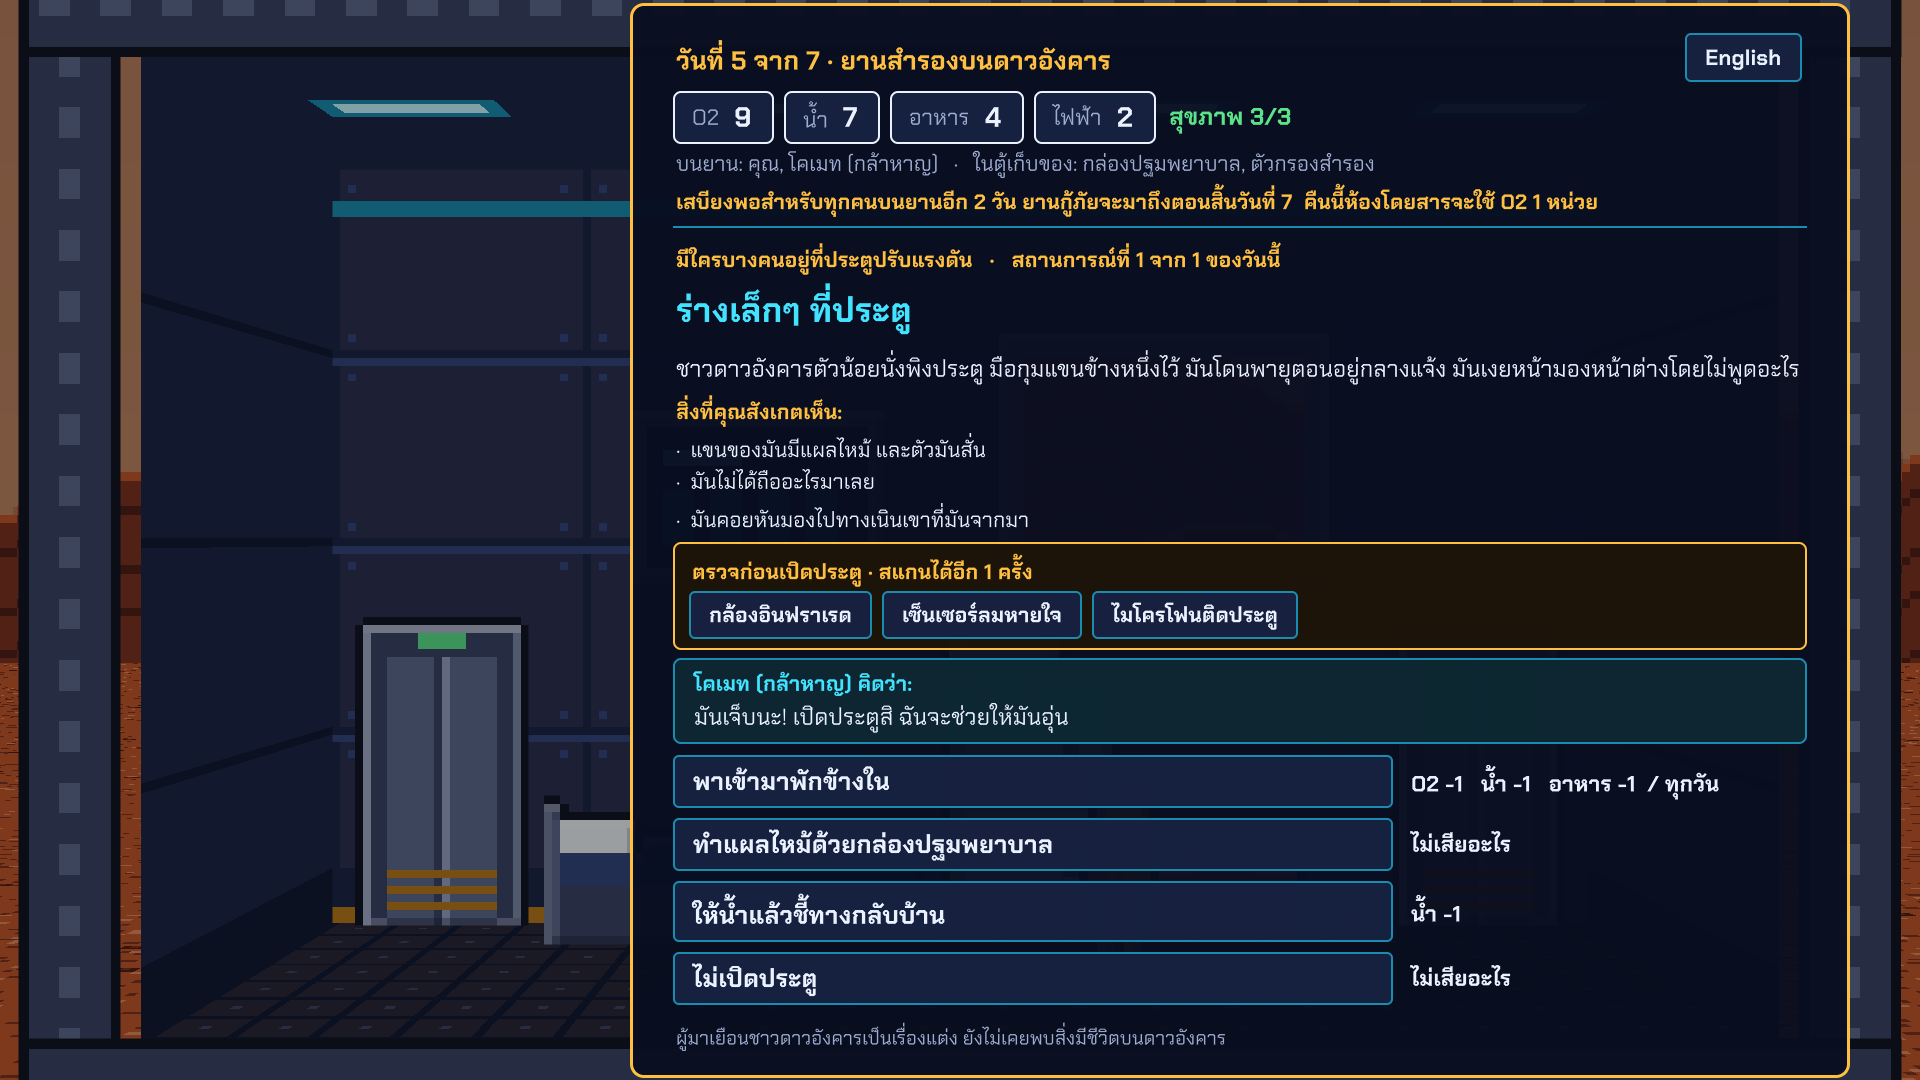 วันที่ 5 จาก 7 · ยานสำรองบนดาวอังคาร
English
O2 9 น้ำ 7 อาหาร 4 ไฟฟ้า 2 สุขภาพ 3/3
บนยาน: คุณ, โคเมท (กล้าหาญ) · ในตู้เก็บของ: กล่องปฐมพยาบาล, ตัวกรองสำรอง
เสบียงพอสำหรับทุกคนบนยานอีก 2 วัน ยานกู้ภัยจะมาถึงตอนสิ้นวันที่ 7 คืนนี้ห้องโดยสารจะใช้ O2 1 หน่วย
มีใครบางคนอยู่ที่ประตูปรับแรงดัน · สถานการณ์ที่ 1 จาก 1 ของวันนี้
ร่างเล็กๆ ที่ประตู
ชาวดาวอังคารตัวน้อยนั่งพิงประตู มือกุมแขนข้างหนึ่งไว้ มันโดนพายุตอนอยู่กลางแจ้ง มันเงยหน้ามองหน้าต่างโดยไม่พูดอะไร
สิ่งที่คุณสังเกตเห็น:
· แขนของมันมีแผลไหม้ และตัวมันสั่น
· มันไม่ได้ถืออะไรมาเลย
· มันคอยหันมองไปทางเนินเขาที่มันจากมา
ตรวจก่อนเปิดประตู · สแกนได้อีก 1 ครั้ง
กล้องอินฟราเรด เซ็นเซอร์ลมหายใจ ไมโครโฟนติดประตู
โคเมท (กล้าหาญ) คิดว่า:
มันเจ็บนะ! เปิดประตูสิ ฉันจะช่วยให้มันอุ่น
พาเข้ามาพักข้างใน O2 -1 น้ำ -1 อาหาร -1 / ทุกวัน
ทำแผลไหม้ด้วยกล่องปฐมพยาบาล ไม่เสียอะไร
ให้น้ำแล้วชี้ทางกลับบ้าน น้ำ -1
ไม่เปิดประตู ไม่เสียอะไร
ผู้มาเยือนชาวดาวอังคารเป็นเรื่องแต่ง ยังไม่เคยพบสิ่งมีชีวิตบนดาวอังคาร